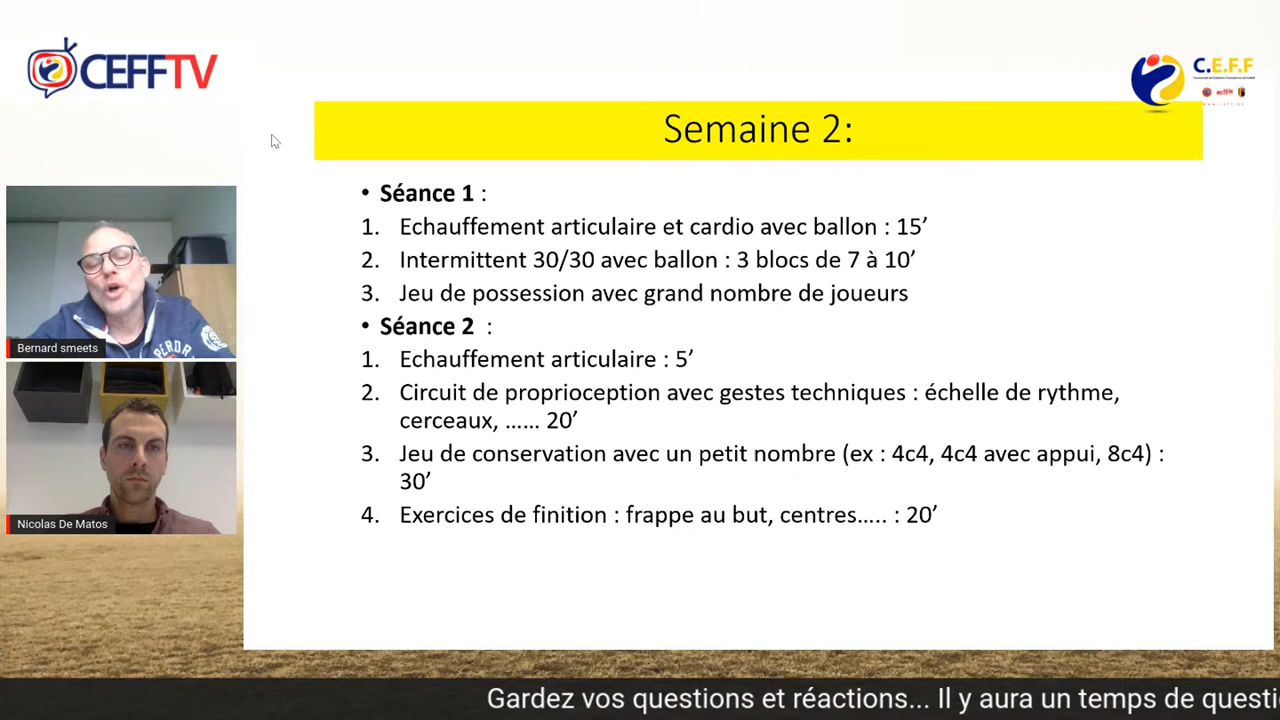 CEFFTV
C.E.F.F
Semaine 2:
• Séance 1 :
1. Echauffement articulaire et cardio avec ballon : 15’
2. Intermittent 30/30 avec ballon : 3 blocs de 7 à 10’
3. Jeu de possession avec grand nombre de joueurs
• Séance 2 :
1. Echauffement articulaire : 5’
2. Circuit de proprioception avec gestes techniques : échelle de rythme,
cerceaux, …... 20’
3. Jeu de conservation avec un petit nombre (ex : 4c4, 4c4 avec appui, 8c4) :
30’
4. Exercices de finition : frappe au but, centres….. : 20’
Bernard smeets
Nicolas De Matos
Gardez vos questions et réactions... Il y aura un temps de questi